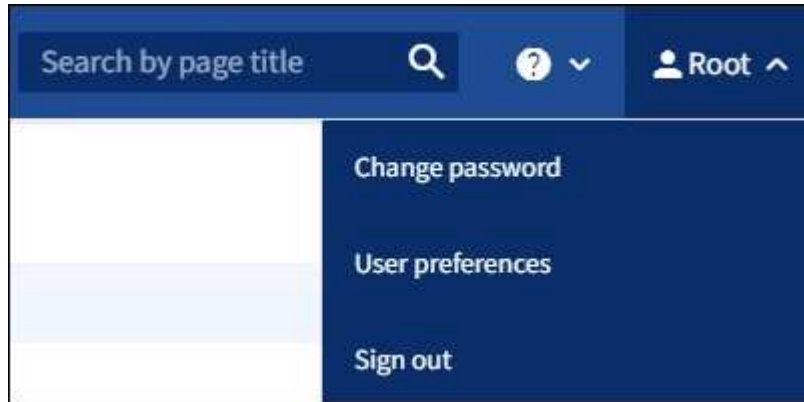 Search by page title
? Root
Change password
User preferences
Sign out